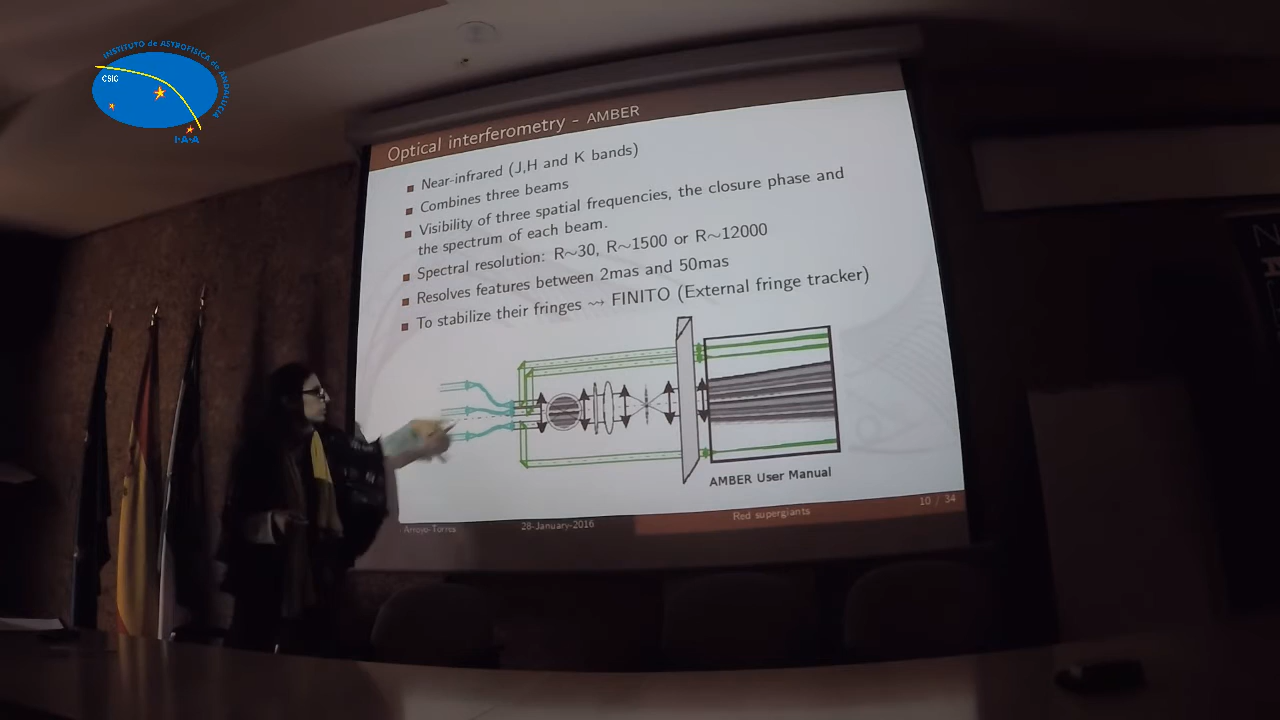 INSTITUTO de ASTROFISICA de ANDALUCIA
CSIC
I·A·A
Optical interferometry - AMBER
Near-infrared (J,H and K bands)
Combines three beams
Visibility of three spatial frequencies, the closure phase and
the spectrum of each beam.
Spectral resolution: R~30, R~1500 or R~12000
Resolves features between 2mas and 50mas
To stabilize their fringes ⇝ FINITO (External fringe tracker)
AMBER User Manual
Arroyo-Torres
28-January-2016
Red supergiants
10 / 34